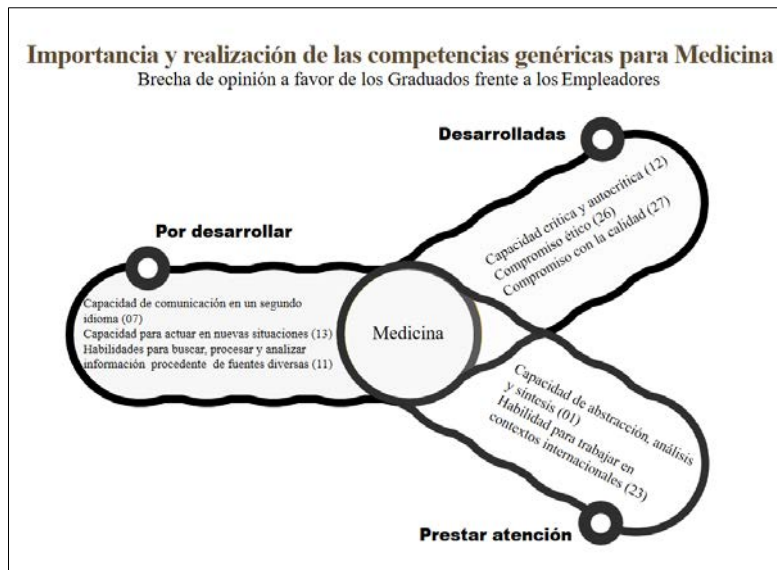 Importancia y realización de las competencias genéricas para Medicina
Brecha de opinión a favor de los Graduados frente a los Empleadores
Desarrolladas
Capacidad crítica y autocrítica (12)
Compromiso ético (26)
Compromiso con la calidad (27)
Por desarrollar
Capacidad de comunicación en un segundo
idioma (07)
Capacidad para actuar en nuevas situaciones (13)
Habilidades para buscar, procesar y analizar
información procedente de fuentes diversas (11)
Medicina
Capacidad de abstracción, análisis
y síntesis (01)
Habilidad para trabajar en
contextos internacionales (23)
Prestar atención